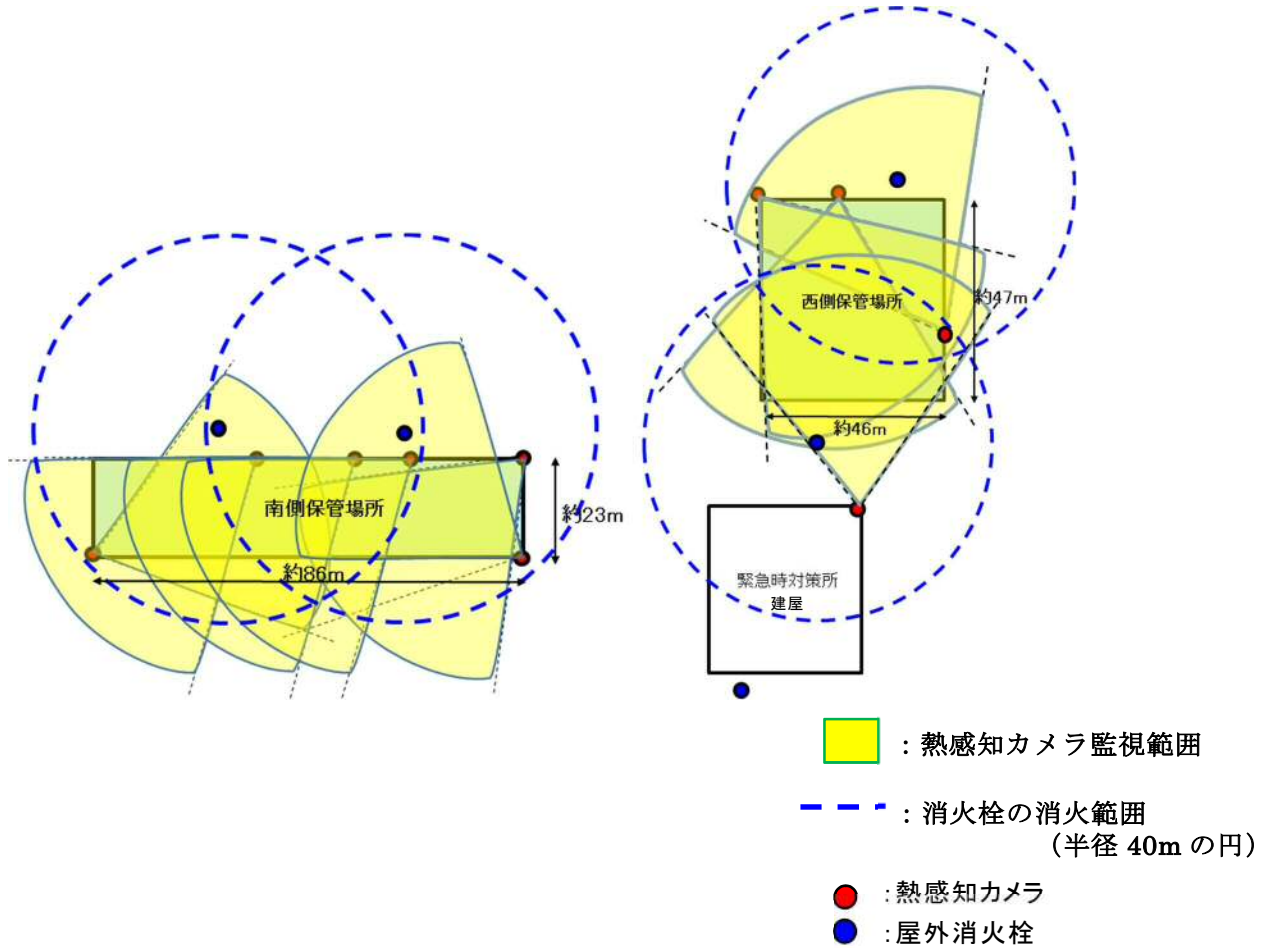 南側保管場所
約23m
約86m
西側保管場所
約47m
約46m
緊急時対策所
建屋
：熱感知カメラ監視範囲
：消火栓の消火範囲
（半径 40m の円）
：熱感知カメラ
：屋外消火栓